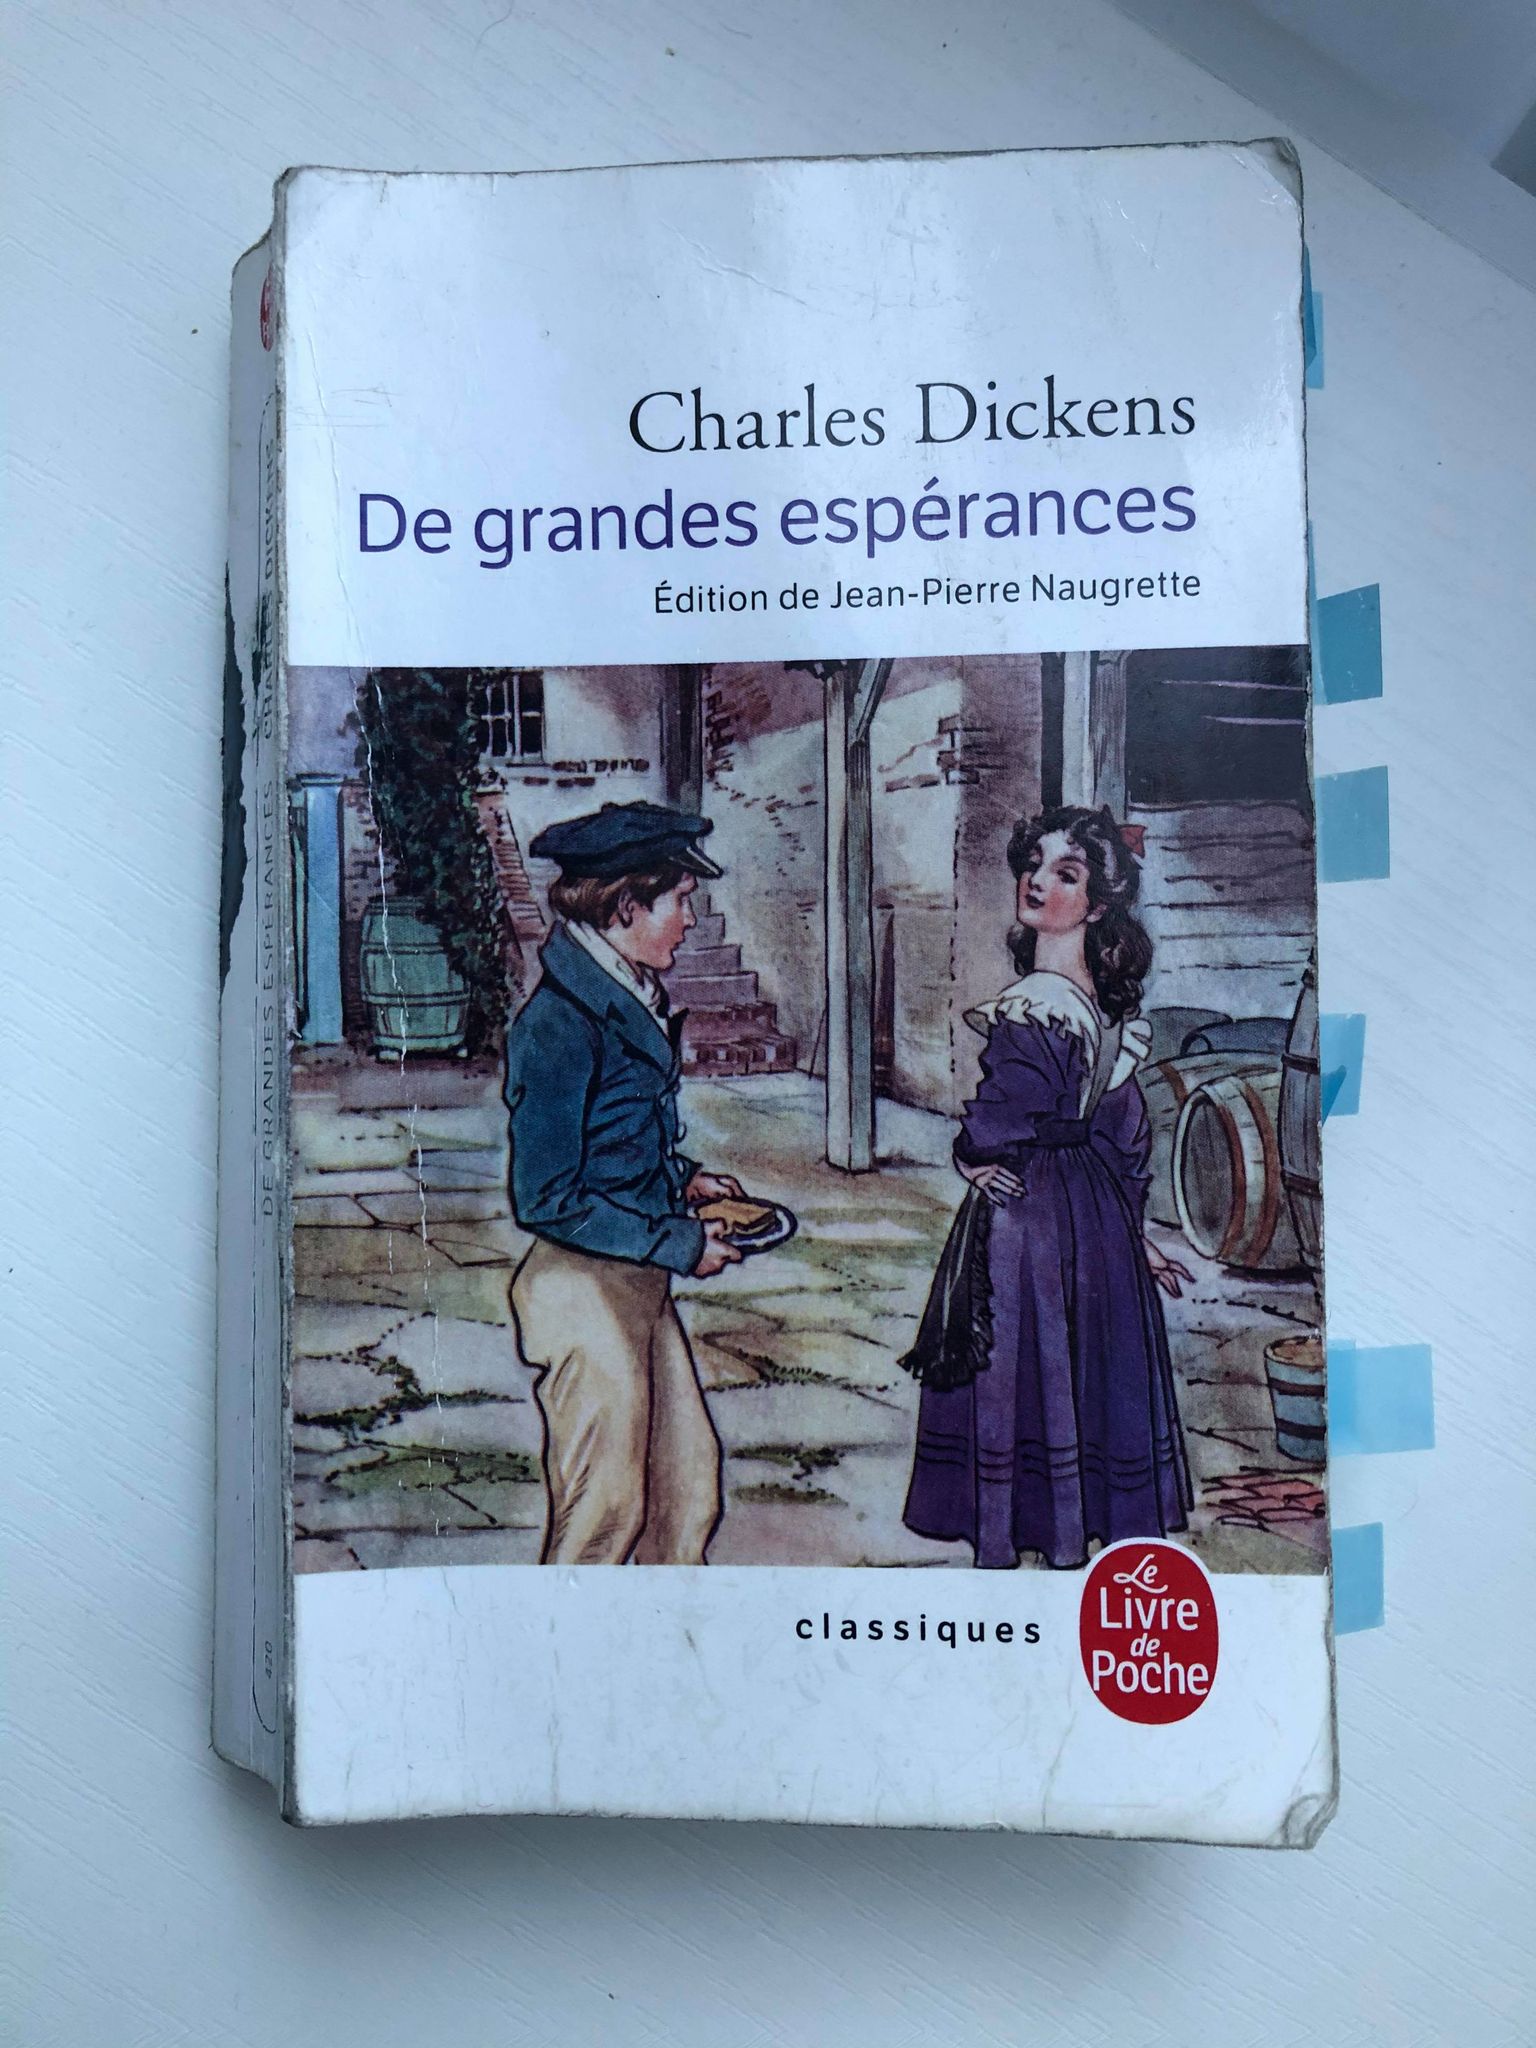 Charles Dickens
De grandes espérances
Édition de Jean-Pierre Naugrette
classiques
Le
Livre
de
Poche
DE GRANDES ESPÉRANCES CHARLES DICKENS
420